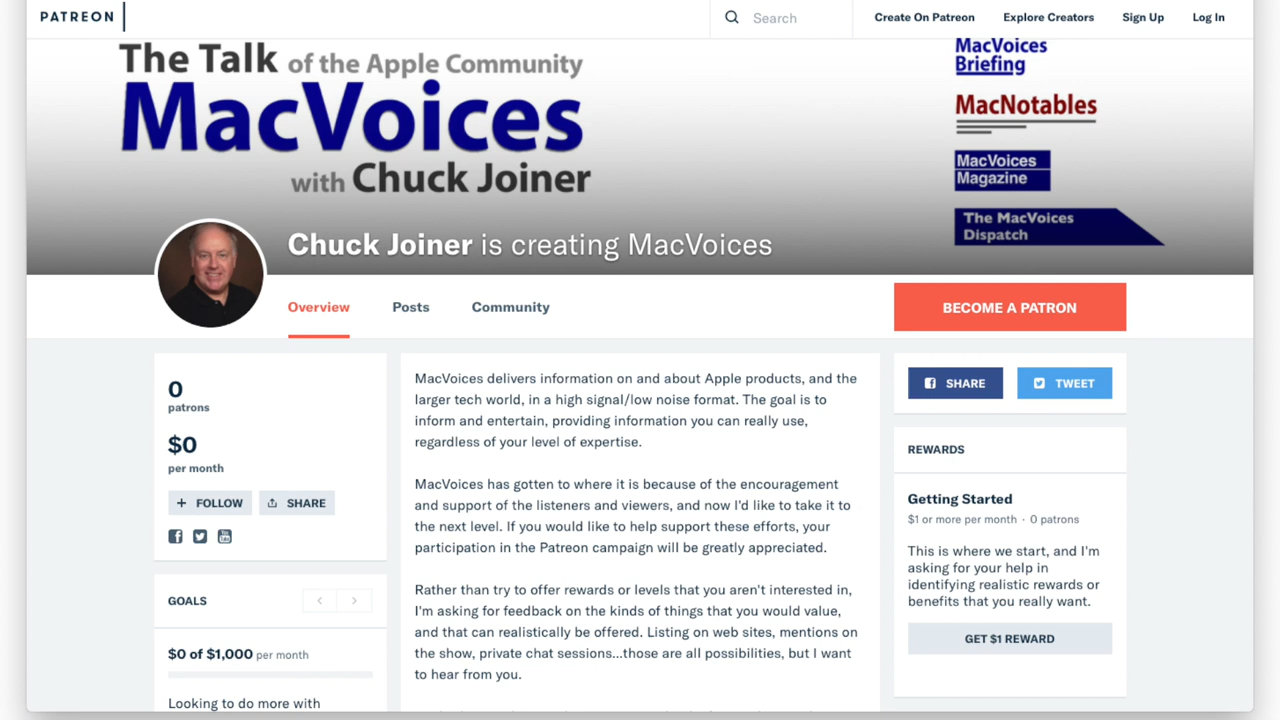 PATREON
Search
Create On Patreon
Explore Creators
Sign Up
Log In
The Talk of the Apple Community
MacVoices
with Chuck Joiner
MacVoices
Briefing
MacNotables
MacVoices
Magazine
The MacVoices
Dispatch
Chuck Joiner is creating MacVoices
Overview
Posts
Community
BECOME A PATRON
0
patrons
$0
per month
+ FOLLOW
SHARE
GOALS
$0 of $1,000 per month
Looking to do more with
MacVoices delivers information on and about Apple products, and the
larger tech world, in a high signal/low noise format. The goal is to
inform and entertain, providing information you can really use,
regardless of your level of expertise.
MacVoices has gotten to where it is because of the encouragement
and support of the listeners and viewers, and now I'd like to take it to
the next level. If you would like to help support these efforts, your
participation in the Patreon campaign will be greatly appreciated.
Rather than try to offer rewards or levels that you aren't interested in,
I'm asking for feedback on the kinds of things that you would value,
and that can realistically be offered. Listing on web sites, mentions on
the show, private chat sessions...those are all possibilities, but I want
to hear from you.
SHARE
TWEET
REWARDS
Getting Started
$1 or more per month · 0 patrons
This is where we start, and I'm
asking for your help in
identifying realistic rewards or
benefits that you really want.
GET $1 REWARD